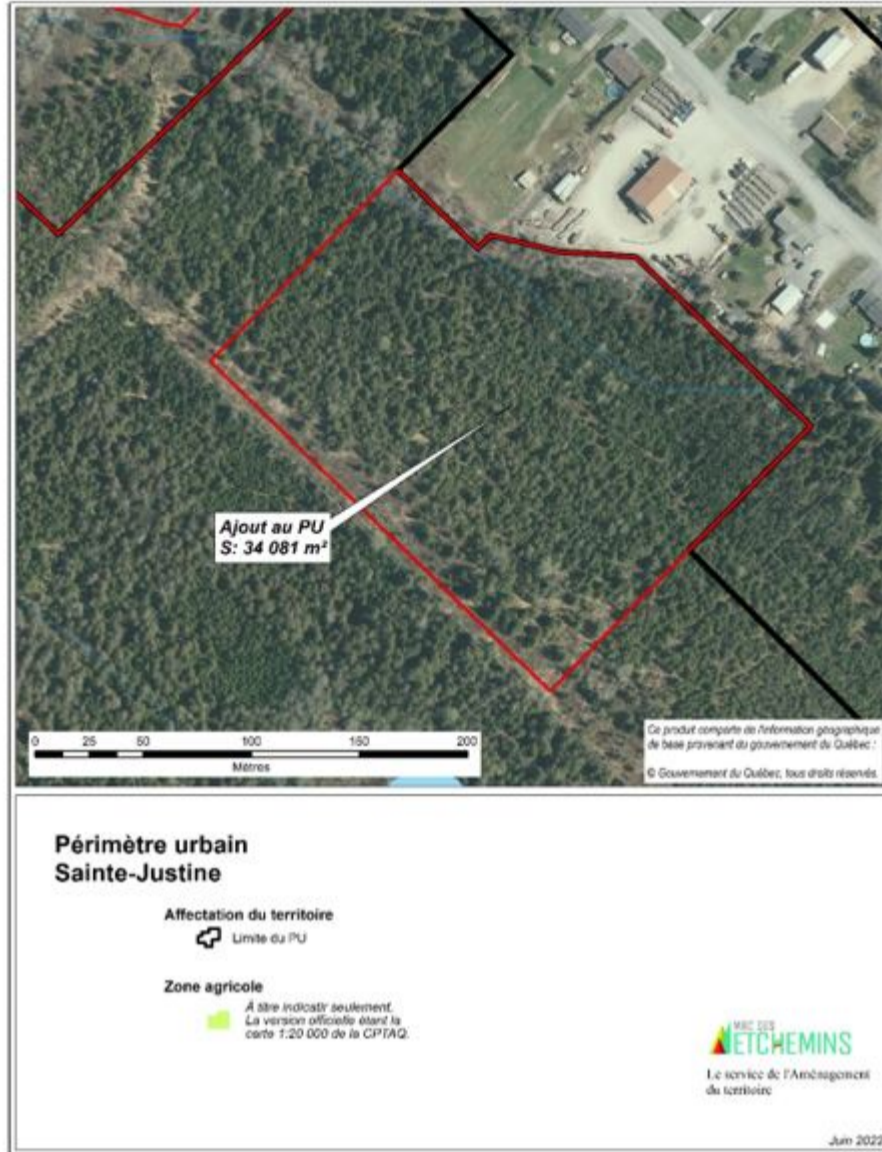 Ajout au PU
S: 34 081 m²
0 25 50 100 150 200
Mètres
Ce produit comporte de l'information géographique
de base provenant du gouvernement du Québec :
© Gouvernement du Québec, tous droits réservés.
Périmètre urbain
Sainte-Justine
Affectation du territoire
Limite du PU
Zone agricole
À titre indicatif seulement.
La version officielle étant la
carte 1:20 000 de la CPTAQ.
MRC DES
ETCHEMINS
Le service de l'Aménagement
du territoire
Juin 2022